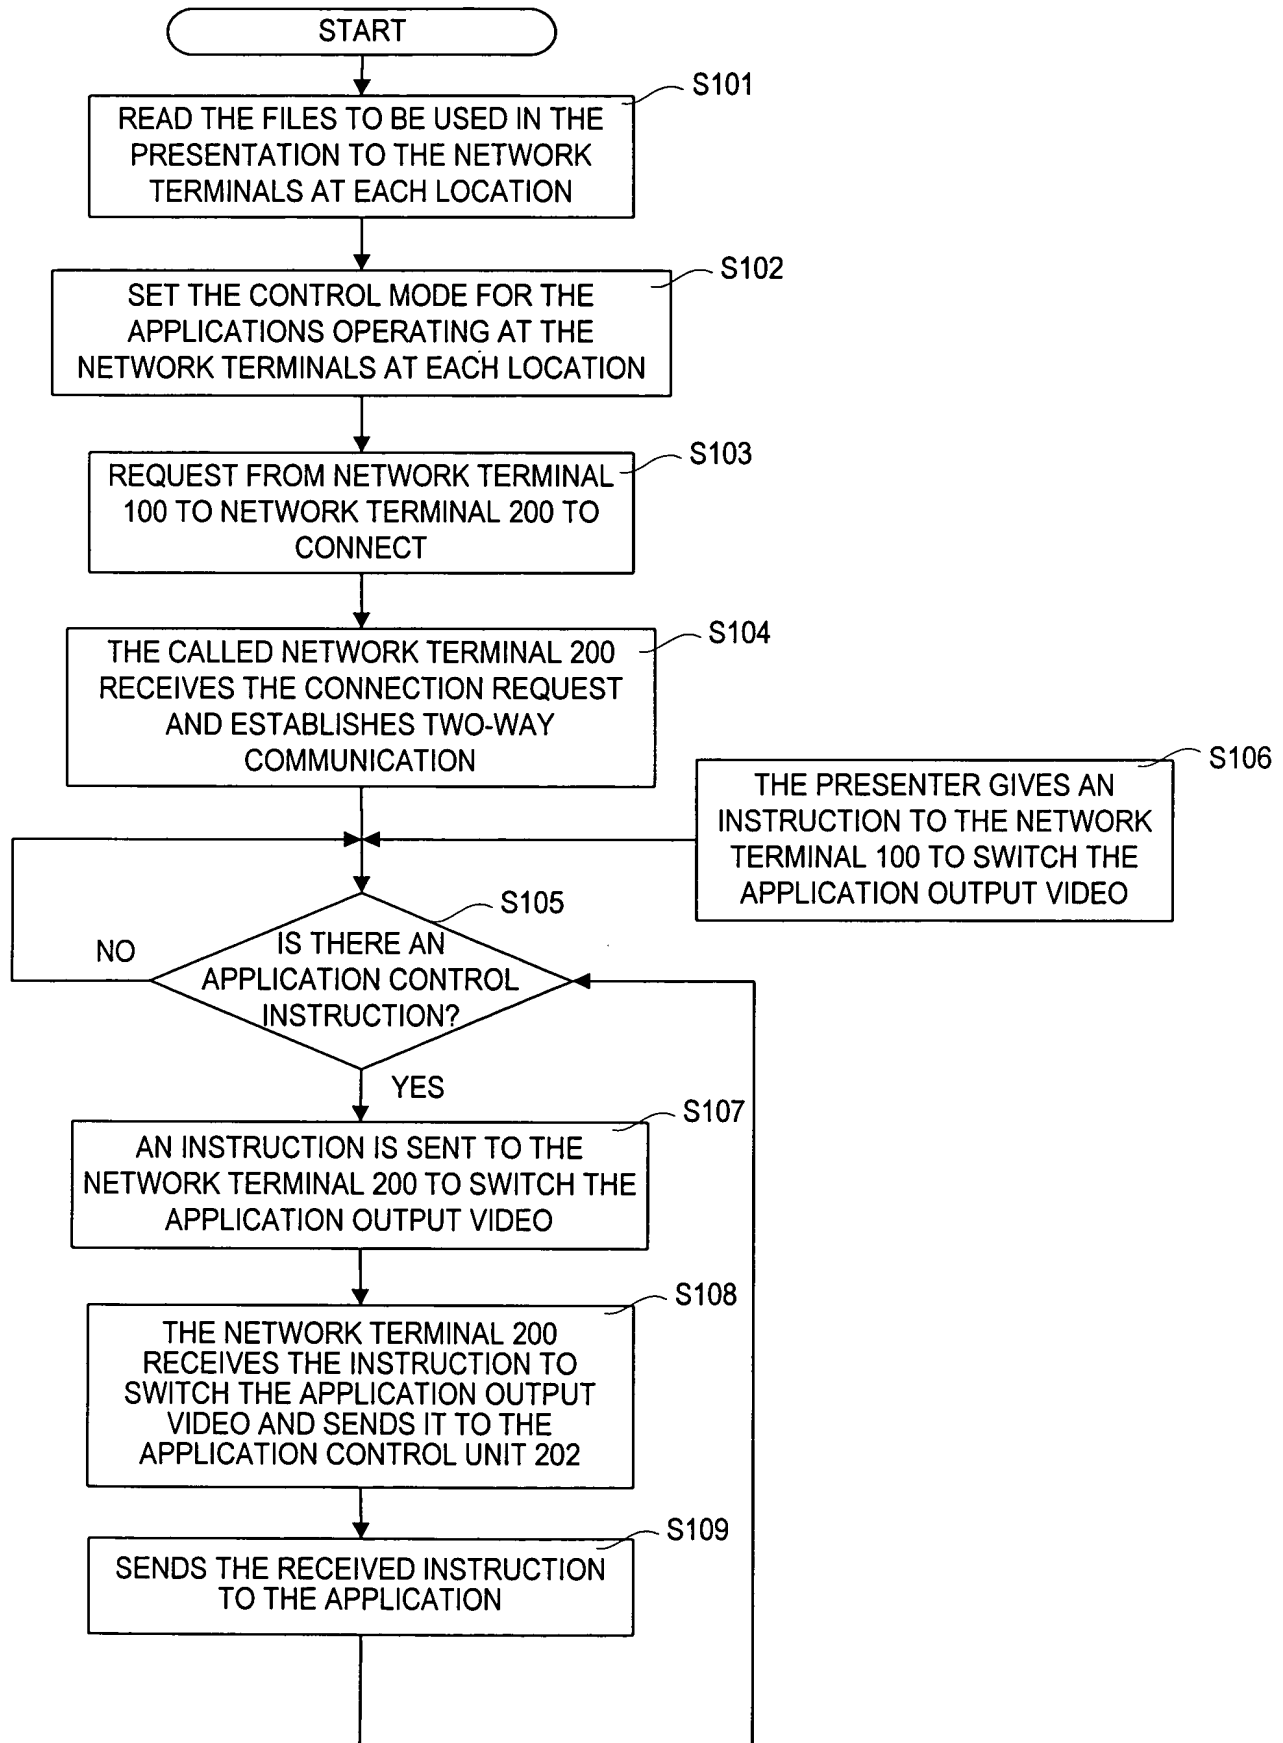 START
S101
READ THE FILES TO BE USED IN THE
PRESENTATION TO THE NETWORK
TERMINALS AT EACH LOCATION
S102
SET THE CONTROL MODE FOR THE
APPLICATIONS OPERATING AT THE
NETWORK TERMINALS AT EACH LOCATION
S103
REQUEST FROM NETWORK TERMINAL
100 TO NETWORK TERMINAL 200 TO
CONNECT
S104
THE CALLED NETWORK TERMINAL 200
RECEIVES THE CONNECTION REQUEST
AND ESTABLISHES TWO-WAY
COMMUNICATION
S106
THE PRESENTER GIVES AN
INSTRUCTION TO THE NETWORK
TERMINAL 100 TO SWITCH THE
APPLICATION OUTPUT VIDEO
S105
NO
IS THERE AN
APPLICATION CONTROL
INSTRUCTION?
YES
S107
AN INSTRUCTION IS SENT TO THE
NETWORK TERMINAL 200 TO SWITCH THE
APPLICATION OUTPUT VIDEO
S108
THE NETWORK TERMINAL 200
RECEIVES THE INSTRUCTION TO
SWITCH THE APPLICATION OUTPUT
VIDEO AND SENDS IT TO THE
APPLICATION CONTROL UNIT 202
S109
SENDS THE RECEIVED INSTRUCTION
TO THE APPLICATION